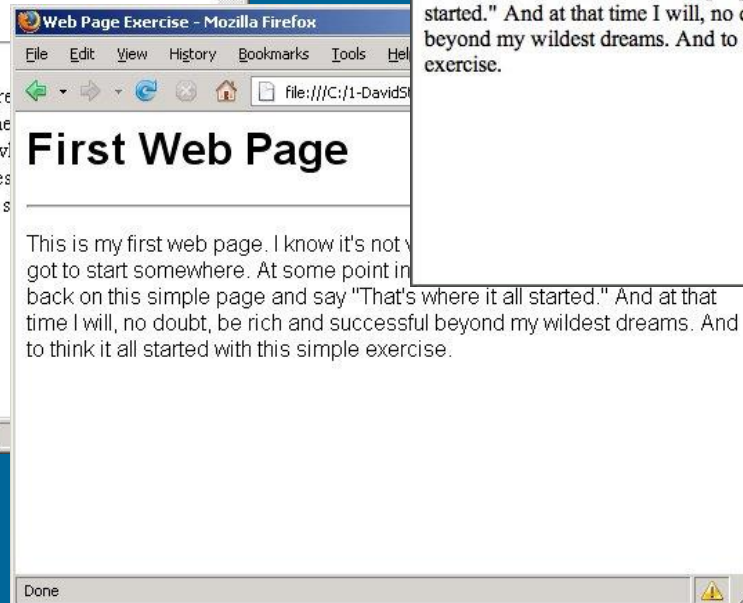 started." And at that time I will, no
beyond my wildest dreams. And to
exercise.
Web Page Exercise - Mozilla Firefox
File Edit View History Bookmarks Tools
file:///C:/1-DavidS
First Web Page
This is my first web page. I know it's not
got to start somewhere. At some point in
back on this simple page and say "That's where it all started." And at that
time I will, no doubt, be rich and successful beyond my wildest dreams. And
to think it all started with this simple exercise.
Done